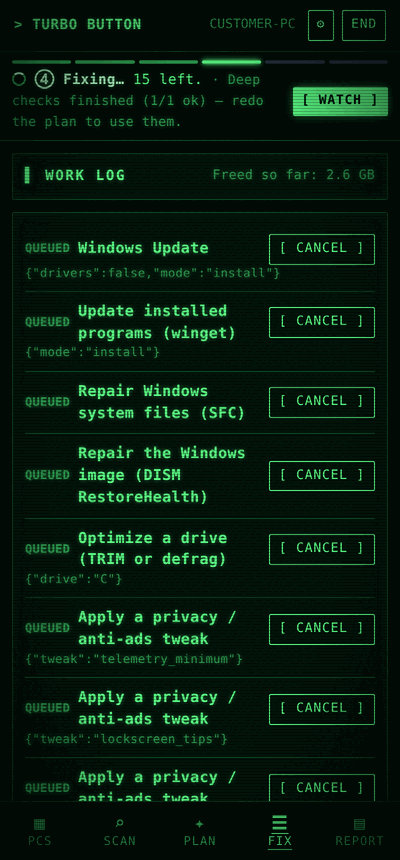 > TURBO BUTTON CUSTOMER-PC ⚙ END
④ Fixing… 15 left. · Deep
checks finished (1/1 ok) — redo
the plan to use them.
[ WATCH ]
WORK LOG Freed so far: 2.6 GB
QUEUED Windows Update [ CANCEL ]
{"drivers":false,"mode":"install"}
QUEUED Update installed
programs (winget) [ CANCEL ]
{"mode":"install"}
QUEUED Repair Windows
system files (SFC) [ CANCEL ]
QUEUED Repair the Windows
image (DISM
RestoreHealth) [ CANCEL ]
QUEUED Optimize a drive
(TRIM or defrag) [ CANCEL ]
{"drive":"C"}
QUEUED Apply a privacy /
anti-ads tweak [ CANCEL ]
{"tweak":"telemetry_minimum"}
QUEUED Apply a privacy /
anti-ads tweak [ CANCEL ]
{"tweak":"lockscreen_tips"}
QUEUED Apply a privacy /
anti-ads tweak [ CANCEL ]
PCS SCAN PLAN FIX REPORT